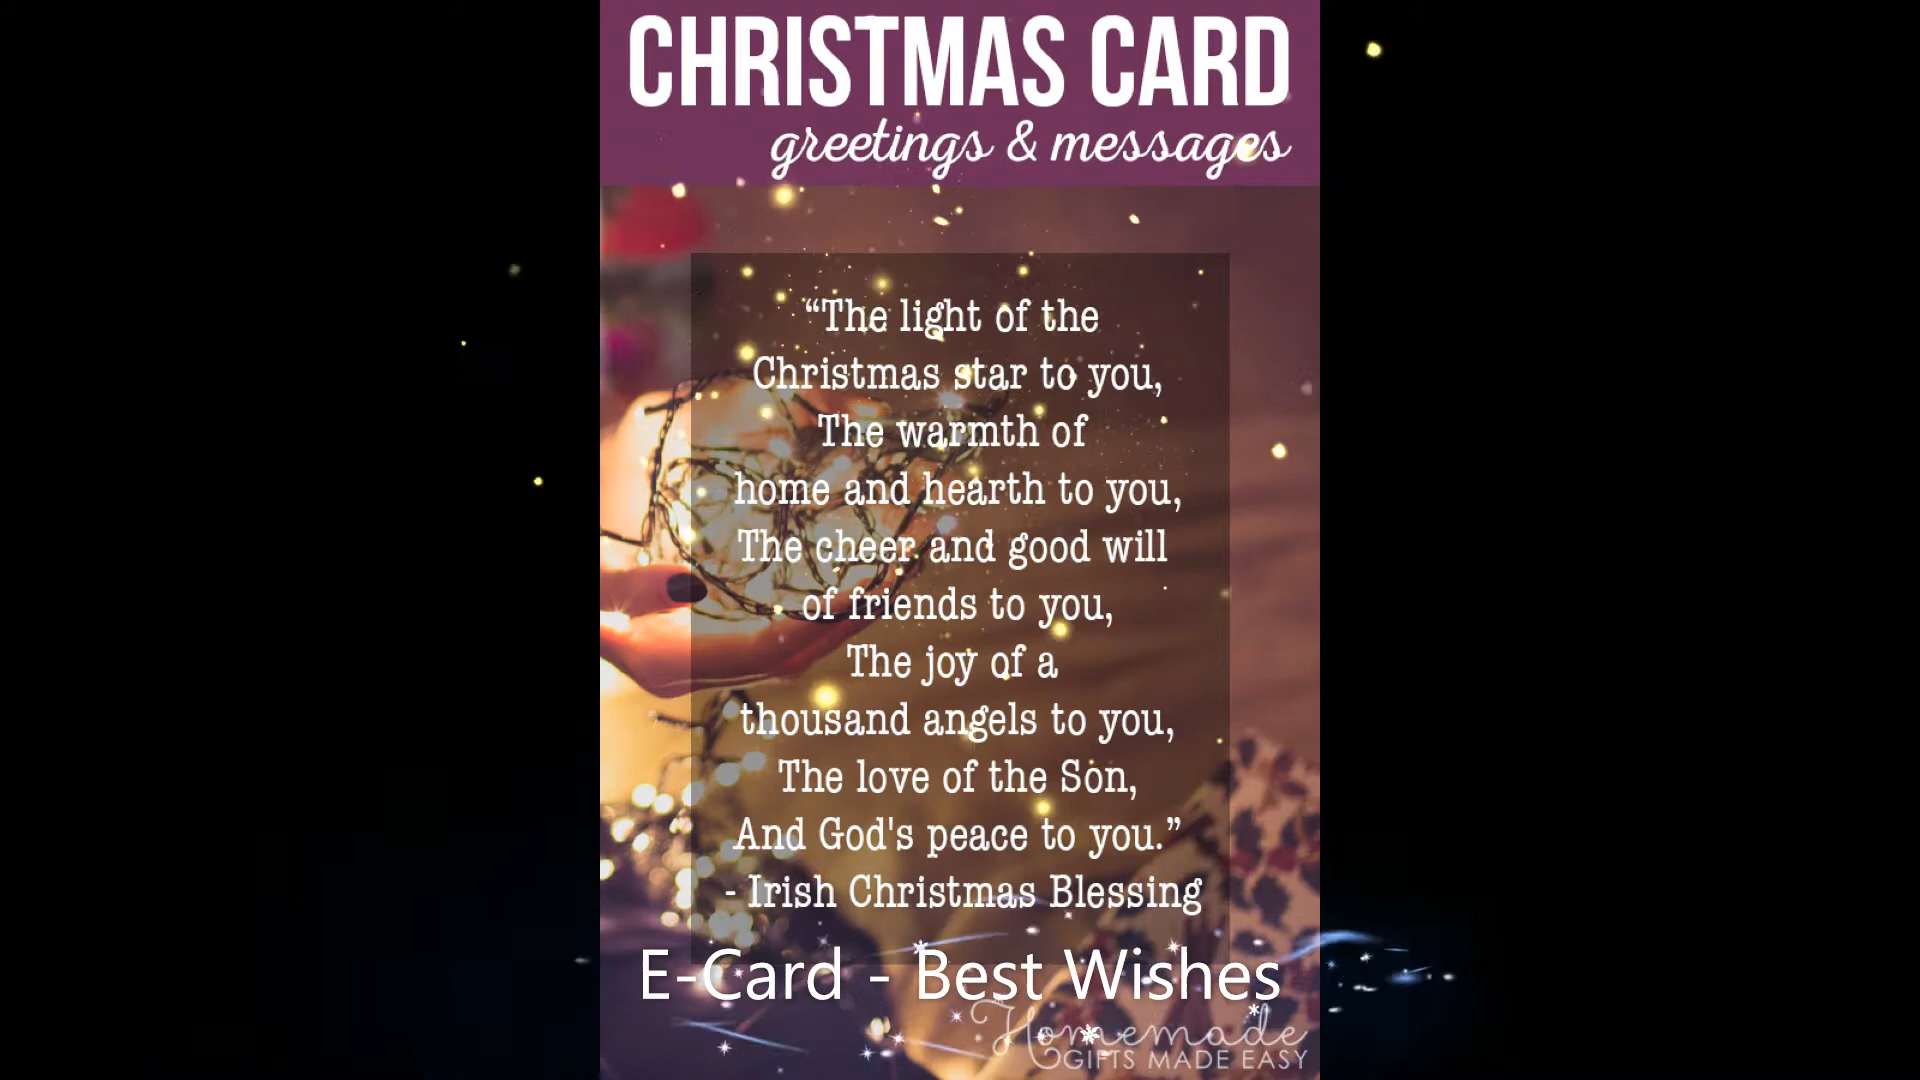 CHRISTMAS CARD
greetings & messages
“The light of the
Christmas star to you,
The warmth of
home and hearth to you,
The cheer and good will
of friends to you,
The joy of a
thousand angels to you,
The love of the Son,
And God's peace to you.”
- Irish Christmas Blessing
E-Card - Best Wishes
Homemade
GIFTS MADE EASY